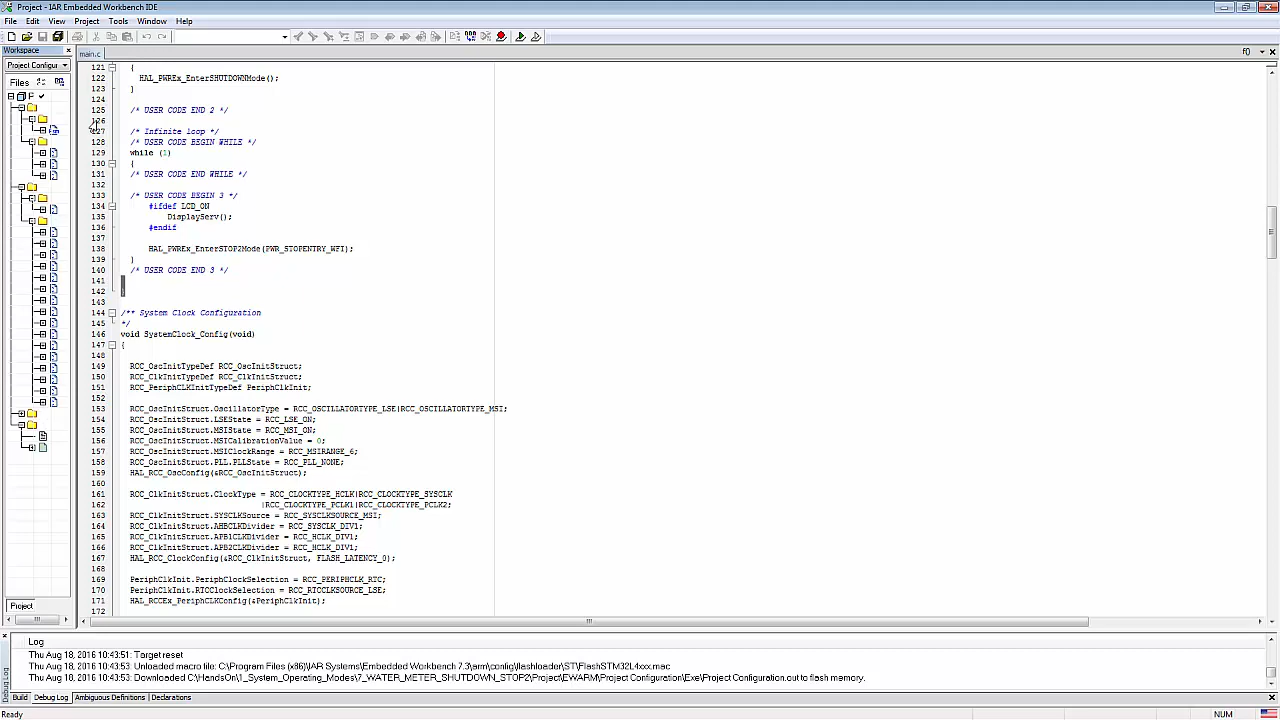 Project - IAR Embedded Workbench IDE
File Edit View Project Tools Window Help
Workspace
main.c
f()
Project Configur
Files
121 {
122 HAL_PWREx_EnterSHUTDOWNMode();
123 }
124
125 /* USER CODE END 2 */
126
127 /* Infinite loop */
128 /* USER CODE BEGIN WHILE */
129 while (1)
130 {
131 /* USER CODE END WHILE */
132
133 /* USER CODE BEGIN 3 */
134 #ifdef LCD_ON
135 DisplayServ();
136 #endif
137
138 HAL_PWREx_EnterSTOP2Mode(PWR_STOPENTRY_WFI);
139 }
140 /* USER CODE END 3 */
141
142 }
143
144 /** System Clock Configuration
145 */
146 void SystemClock_Config(void)
147 {
148
149 RCC_OscInitTypeDef RCC_OscInitStruct;
150 RCC_ClkInitTypeDef RCC_ClkInitStruct;
151 RCC_PeriphCLKInitTypeDef PeriphClkInit;
152
153 RCC_OscInitStruct.OscillatorType = RCC_OSCILLATORTYPE_LSE|RCC_OSCILLATORTYPE_MSI;
154 RCC_OscInitStruct.LSEState = RCC_LSE_ON;
155 RCC_OscInitStruct.MSIState = RCC_MSI_ON;
156 RCC_OscInitStruct.MSICalibrationValue = 0;
157 RCC_OscInitStruct.MSIClockRange = RCC_MSIRANGE_6;
158 RCC_OscInitStruct.PLL.PLLState = RCC_PLL_NONE;
159 HAL_RCC_OscConfig(&RCC_OscInitStruct);
160
161 RCC_ClkInitStruct.ClockType = RCC_CLOCKTYPE_HCLK|RCC_CLOCKTYPE_SYSCLK
162 |RCC_CLOCKTYPE_PCLK1|RCC_CLOCKTYPE_PCLK2;
163 RCC_ClkInitStruct.SYSCLKSource = RCC_SYSCLKSOURCE_MSI;
164 RCC_ClkInitStruct.AHBCLKDivider = RCC_SYSCLK_DIV1;
165 RCC_ClkInitStruct.APB1CLKDivider = RCC_HCLK_DIV1;
166 RCC_ClkInitStruct.APB2CLKDivider = RCC_HCLK_DIV1;
167 HAL_RCC_ClockConfig(&RCC_ClkInitStruct, FLASH_LATENCY_0);
168
169 PeriphClkInit.PeriphClockSelection = RCC_PERIPHCLK_RTC;
170 PeriphClkInit.RTCClockSelection = RCC_RTCCLKSOURCE_LSE;
171 HAL_RCCEx_PeriphCLKConfig(&PeriphClkInit);
172
Project
Log
Thu Aug 18, 2016 10:43:51: Target reset
Thu Aug 18, 2016 10:43:53: Unloaded macro file: C:\Program Files (x86)\IAR Systems\Embedded Workbench 7.3\arm\config\flashloader\ST\FlashSTM32L4xxx.mac
Thu Aug 18, 2016 10:43:53: Downloaded C:\HandsOn\1_System_Operating_Modes\7_WATER_METER_SHUTDOWN_STOP2\Project\EWARM\Project Configuration\Exe\Project Configuration.out to flash memory.
Debug Log
Build Debug Log Ambiguous Definitions Declarations
Ready NUM